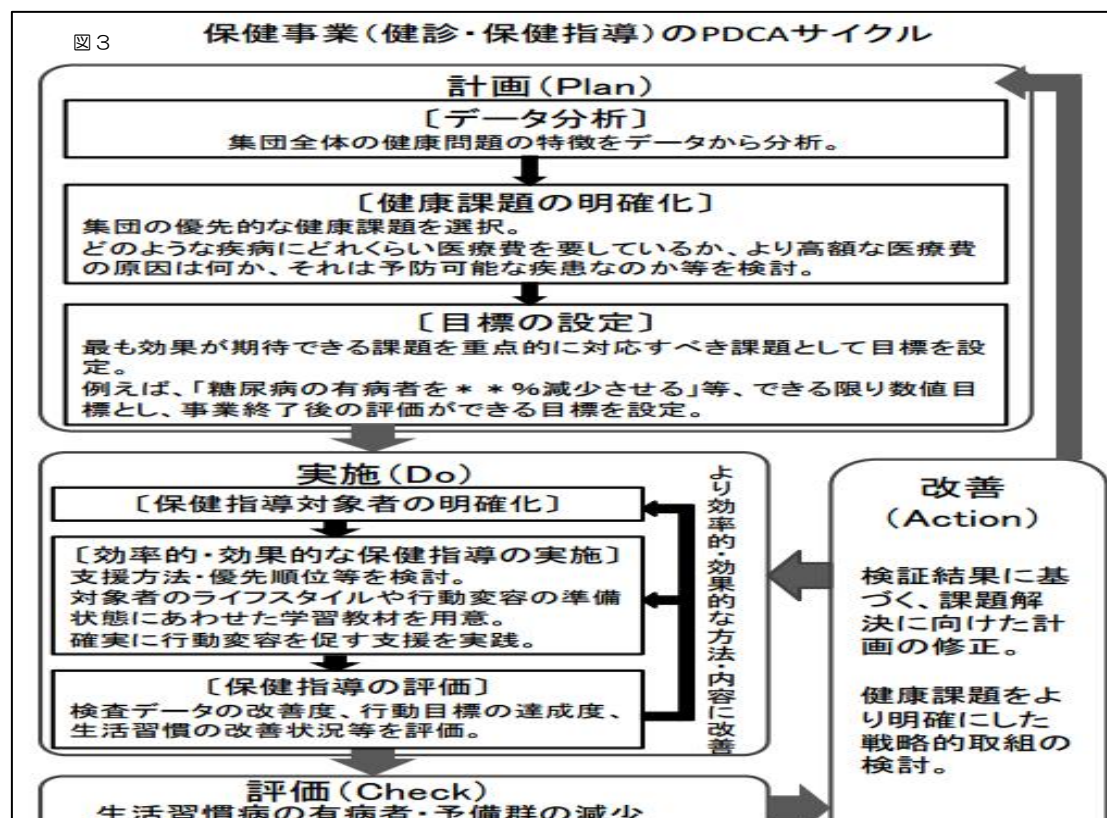 図3
保健事業(健診・保健指導)のPDCAサイクル
計画(Plan)
〔データ分析〕
集団全体の健康問題の特徴をデータから分析。
〔健康課題の明確化〕
集団の優先的な健康課題を選択。
どのような疾病にどれくらい医療費を要しているか、より高額な医療費
の原因は何か、それは予防可能な疾患なのか等を検討。
〔目標の設定〕
最も効果が期待できる課題を重点的に対応すべき課題として目標を設
定。
例えば、「糖尿病の有病者を**%減少させる」等、できる限り数値目
標とし、事業終了後の評価ができる目標を設定。
実施(Do)
〔保健指導対象者の明確化〕
〔効率的・効果的な保健指導の実施〕
支援方法・優先順位等を検討。
対象者のライフスタイルや行動変容の準備
状態にあわせた学習教材を用意。
確実に行動変容を促す支援を実践。
〔保健指導の評価〕
検査データの改善度、行動目標の達成度、
生活習慣の改善状況等を評価。
より効率的・効果的な方法・内容に改善
改善
(Action)
検証結果に基
づく、課題解
決に向けた計
画の修正。
健康課題をよ
り明確にした
戦略的取組の
検討。
評価(Check)
生活習慣病の有病者・予備群の減少